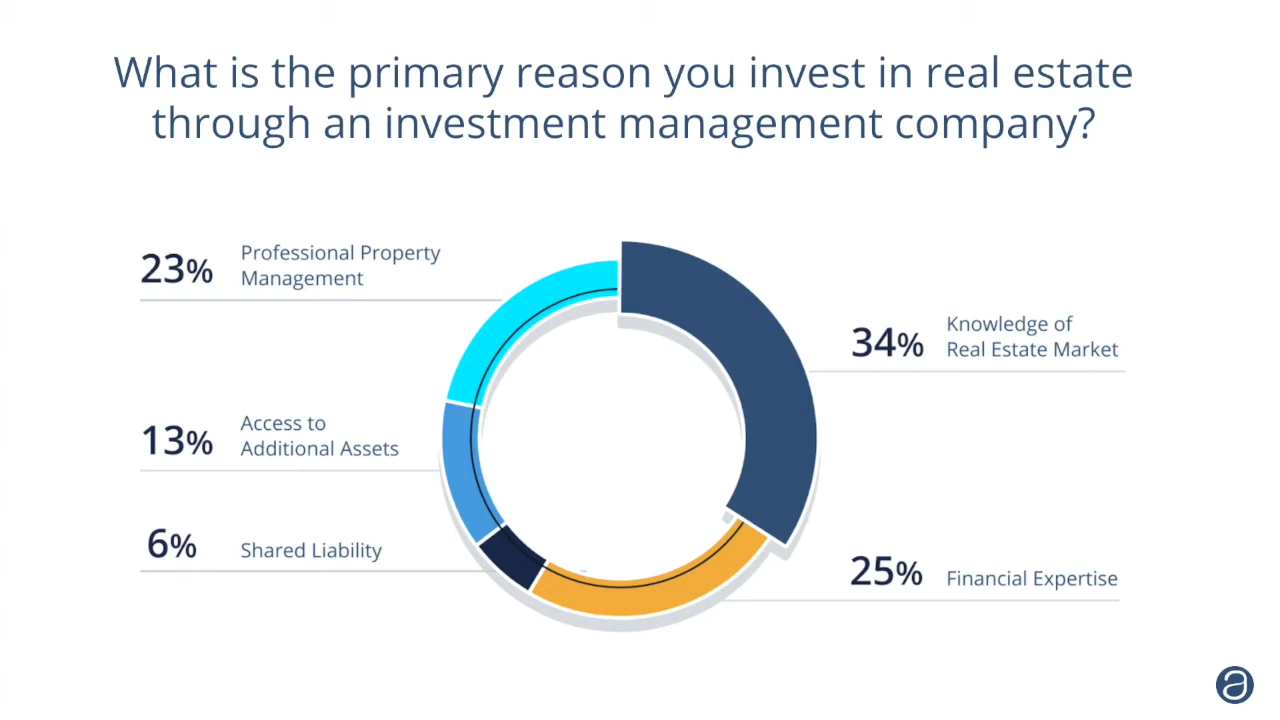 What is the primary reason you invest in real estate
through an investment management company?
23%
Professional Property
Management
34%
Knowledge of
Real Estate Market
13%
Access to
Additional Assets
6%
Shared Liability
25%
Financial Expertise
a